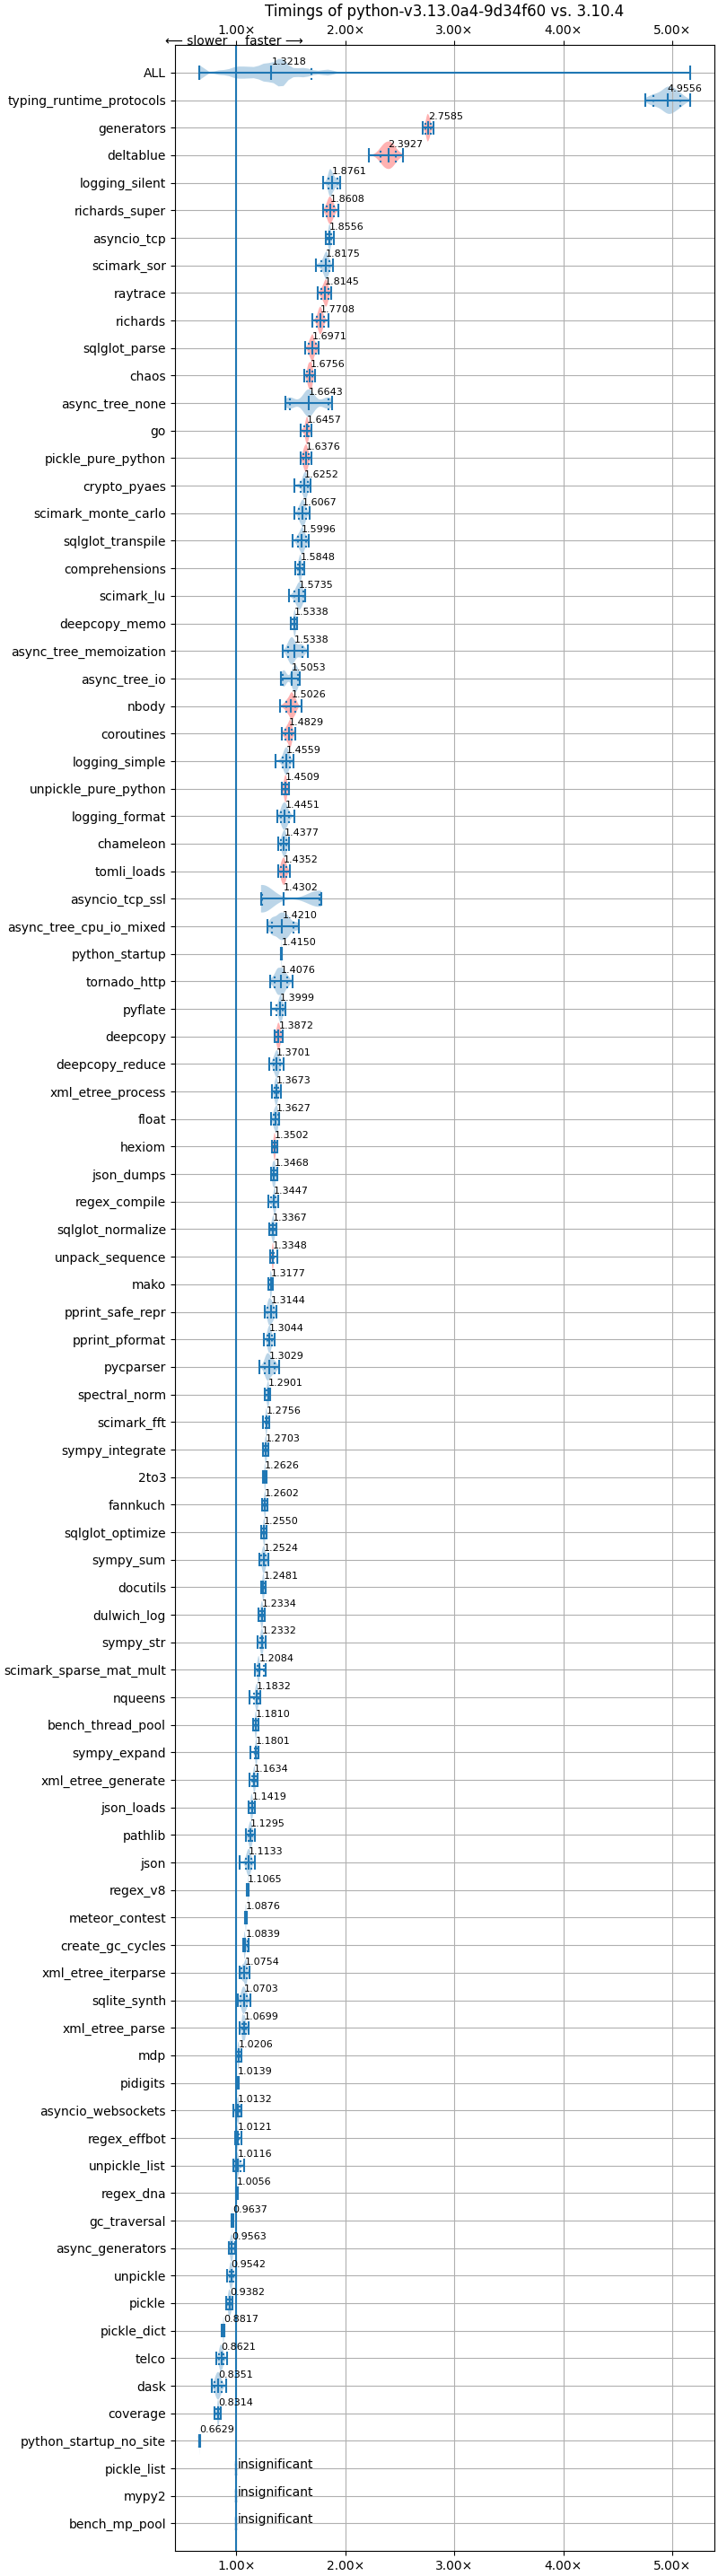 Timings of python-v3.13.0a4-9d34f60 vs. 3.10.4
⟵ slower faster ⟶
1.00× 2.00× 3.00× 4.00× 5.00×
ALL 1.3218
typing_runtime_protocols 4.9556
generators 2.7585
deltablue 2.3927
logging_silent 1.8761
richards_super 1.8608
asyncio_tcp 1.8556
scimark_sor 1.8175
raytrace 1.8145
richards 1.7708
sqlglot_parse 1.6971
chaos 1.6756
async_tree_none 1.6643
go 1.6457
pickle_pure_python 1.6376
crypto_pyaes 1.6252
scimark_monte_carlo 1.6067
sqlglot_transpile 1.5996
comprehensions 1.5848
scimark_lu 1.5735
deepcopy_memo 1.5338
async_tree_memoization 1.5338
async_tree_io 1.5053
nbody 1.5026
coroutines 1.4829
logging_simple 1.4559
unpickle_pure_python 1.4509
logging_format 1.4451
chameleon 1.4377
tomli_loads 1.4352
asyncio_tcp_ssl 1.4302
async_tree_cpu_io_mixed 1.4210
python_startup 1.4150
tornado_http 1.4076
pyflate 1.3999
deepcopy 1.3872
deepcopy_reduce 1.3701
xml_etree_process 1.3673
float 1.3627
hexiom 1.3502
json_dumps 1.3468
regex_compile 1.3447
sqlglot_normalize 1.3367
unpack_sequence 1.3348
mako 1.3177
pprint_safe_repr 1.3144
pprint_pformat 1.3044
pycparser 1.3029
spectral_norm 1.2901
scimark_fft 1.2756
sympy_integrate 1.2703
2to3 1.2626
fannkuch 1.2602
sqlglot_optimize 1.2550
sympy_sum 1.2524
docutils 1.2481
dulwich_log 1.2334
sympy_str 1.2332
scimark_sparse_mat_mult 1.2084
nqueens 1.1832
bench_thread_pool 1.1810
sympy_expand 1.1801
xml_etree_generate 1.1634
json_loads 1.1419
pathlib 1.1295
json 1.1133
regex_v8 1.1065
meteor_contest 1.0876
create_gc_cycles 1.0839
xml_etree_iterparse 1.0754
sqlite_synth 1.0703
xml_etree_parse 1.0699
mdp 1.0206
pidigits 1.0139
asyncio_websockets 1.0132
regex_effbot 1.0121
unpickle_list 1.0116
regex_dna 1.0056
gc_traversal 0.9637
async_generators 0.9563
unpickle 0.9542
pickle 0.9382
pickle_dict 0.8817
telco 0.8621
dask 0.8351
coverage 0.8314
python_startup_no_site 0.6629
pickle_list insignificant
mypy2 insignificant
bench_mp_pool insignificant
1.00× 2.00× 3.00× 4.00× 5.00×